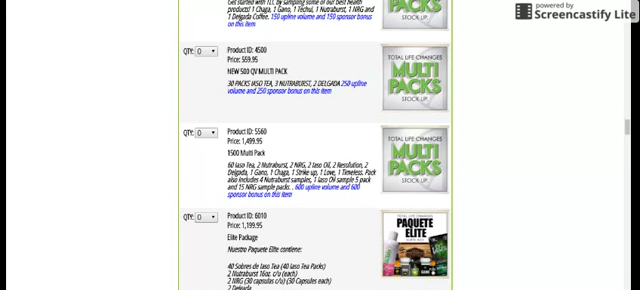 Get started with TLC by sampling some of our best health
products! 1 Chaga, 1 Gano, 1 Techui, 1 Nutraburst, 1 NRG and
1 Delgada Coffee. 150 upline volume and 150 sponsor bonus
on this item
STOCK UP.
powered by
Screencastify Lite
QTY: 0
Product ID: 4500
Price: 559.95
NEW 500 QV MULTI PACK
30 PACKS IASO TEA, 3 NUTRABURST, 2 DELGADA 250 upline
volume and 250 sponsor bonus on this item
TOTAL LIFE CHANGES
MULTI
PACKS
STOCK UP.
QTY: 0
Product ID: 5560
Price: 1,499.95
1500 Multi Pack
60 Iaso Tea, 2 Nutraburst, 2 NRG, 2 Iaso Oil, 2 Resolution, 2
Delgada, 1 Gano, 1 Chaga, 1 Strike up, 1 Love, 1 Timeless. Pack
also includes 4 Nutraburst samples, 1 Iaso Oil sample 5 pack
and 15 NRG sample packs. . 600 upline volume and 600
sponsor bonus on this item
TOTAL LIFE CHANGES
MULTI
PACKS
STOCK UP.
QTY: 0
Product ID: 6010
Price: 1,199.95
Elite Package
Nuestro Paquete Elite contiene:
40 Sobres de Iaso Tea (40 Iaso Tea Packs)
2 Nutraburst 16oz. c/u (each)
2 NRG (30 capsulas c/u) (30 Capsules each)
2 Delgada
TOTAL LIFE CHANGES
PAQUETE
ELITE